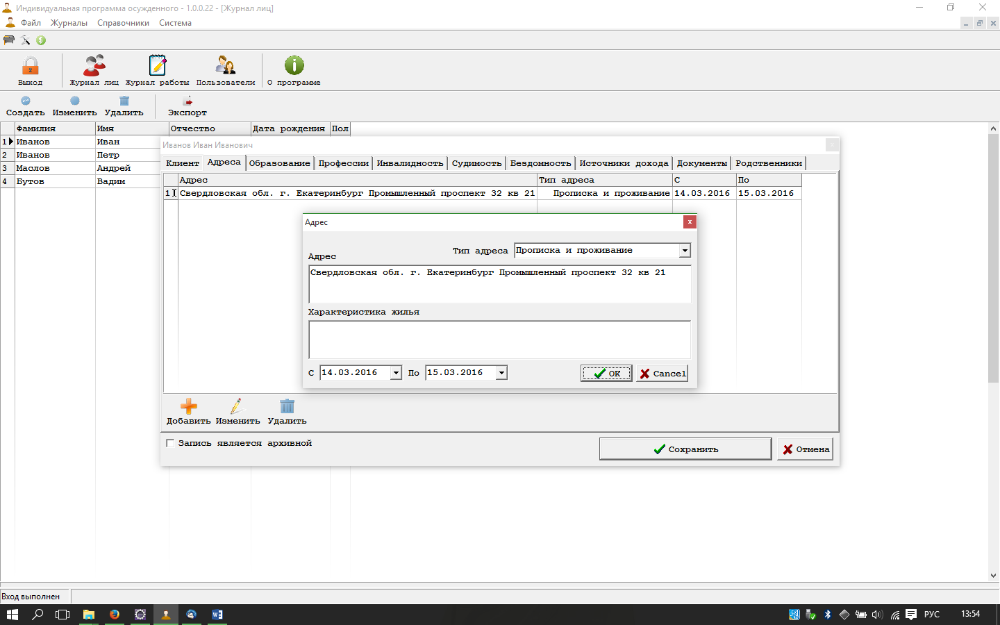 Индивидуальная программа осужденного - 1.0.0.22 - [Журнал лиц]
Файл Журналы Справочники Система
Выход Журнал лиц Журнал работы Пользователи О программе
Создать Изменить Удалить Экспорт
Фамилия Имя Отчество Дата рождения Пол
1 Иванов Иван
2 Иванов Петр
3 Маслов Андрей
4 Бутов Вадим
Иванов Иван Иванович
Клиент Адреса Образование Профессии Инвалидность Судимость Бездомность Источники дохода Документы Родственники
Адрес Тип адреса С По
1 Свердловская обл. г. Екатеринбург Промышленный проспект 32 кв 21 Прописка и проживание 14.03.2016 15.03.2016
Адрес
Тип адреса Прописка и проживание
Адрес
Свердловская обл. г. Екатеринбург Промышленный проспект 32 кв 21
Характеристика жилья
С 14.03.2016 По 15.03.2016 OK Cancel
Добавить Изменить Удалить
Запись является архивной
Сохранить Отмена
Вход выполнен
РУС 13:54